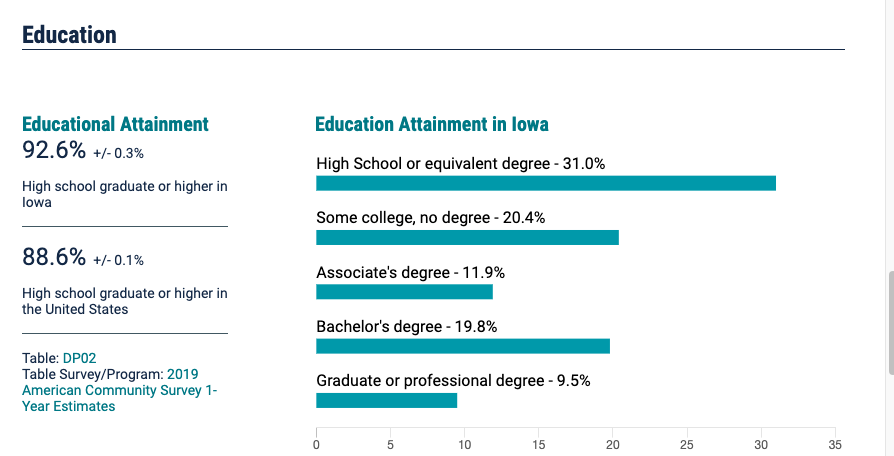 Education
Educational Attainment
92.6% +/- 0.3%
High school graduate or higher in
Iowa
88.6% +/- 0.1%
High school graduate or higher in
the United States
Table: DP02
Table Survey/Program: 2019
American Community Survey 1-
Year Estimates
Education Attainment in Iowa
High School or equivalent degree - 31.0%
Some college, no degree - 20.4%
Associate's degree - 11.9%
Bachelor's degree - 19.8%
Graduate or professional degree - 9.5%
0 5 10 15 20 25 30 35